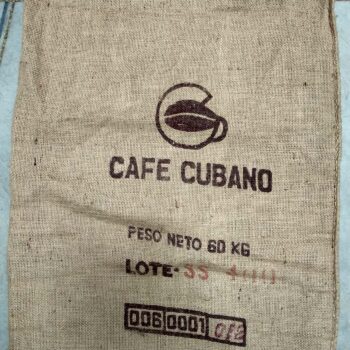 CAFE CUBANO
PESO NETO 60 KG
LOTE-
006 0001